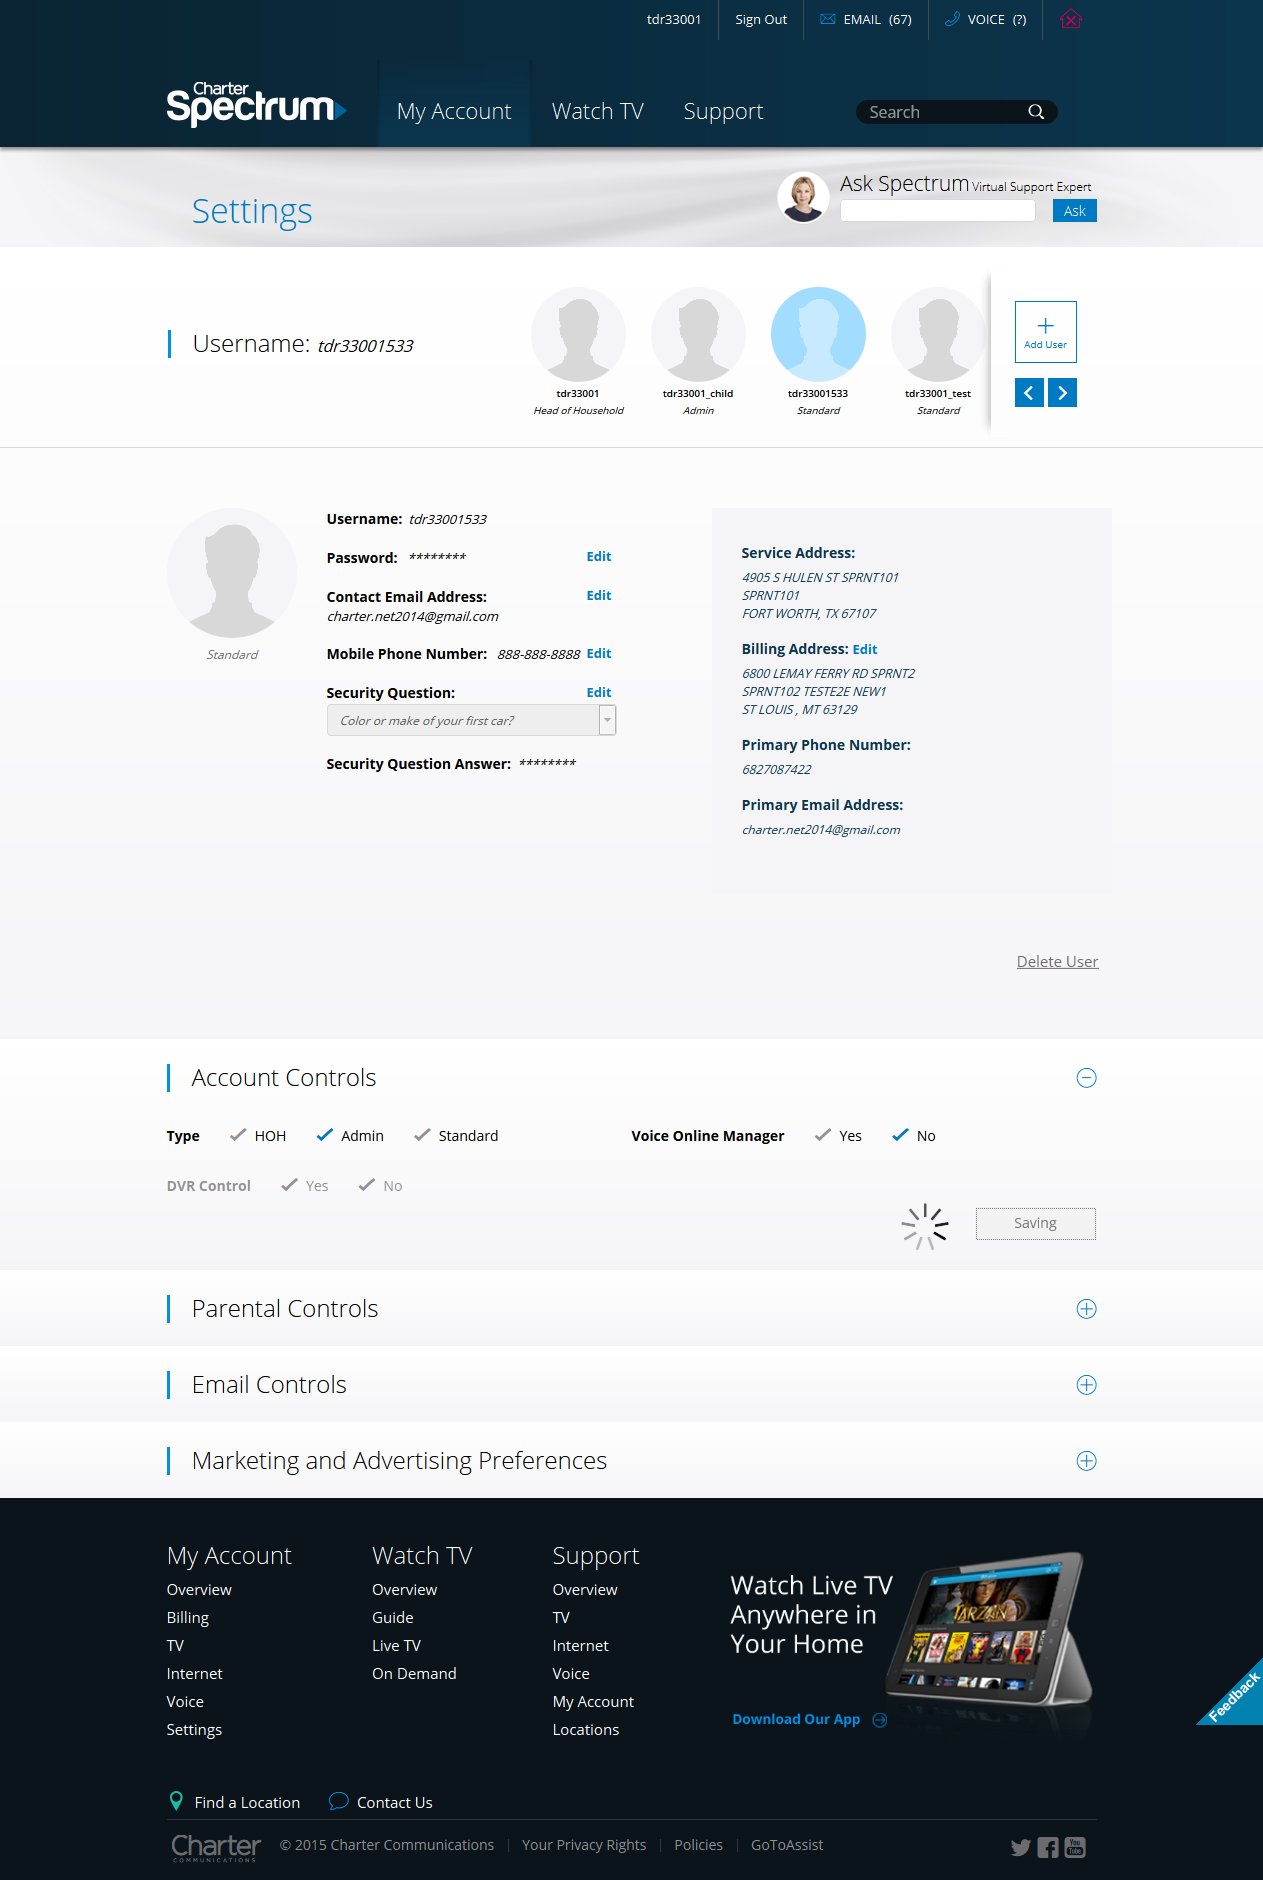 tdr33001
Sign Out
EMAIL (67)
VOICE (?)
Charter
Spectrum
My Account
Watch TV
Support
Search
Settings
Ask Spectrum Virtual Support Expert
Ask
Username: tdr33001533
tdr33001
Head of Household
tdr33001_child
Admin
tdr33001533
Standard
tdr33001_test
Standard
Add User
Standard
Username: tdr33001533
Password: ******** Edit
Contact Email Address: Edit
charter.net2014@gmail.com
Mobile Phone Number: 888-888-8888 Edit
Security Question: Edit
Color or make of your first car?
Security Question Answer: ********
Service Address:
4905 S HULEN ST SPRNT101
SPRNT101
FORT WORTH, TX 67107
Billing Address: Edit
6800 LEMAY FERRY RD SPRNT2
SPRNT102 TESTE2E NEW1
ST LOUIS , MT 63129
Primary Phone Number:
6827087422
Primary Email Address:
charter.net2014@gmail.com
Delete User
Account Controls
Type HOH Admin Standard
Voice Online Manager Yes No
DVR Control Yes No
Saving
Parental Controls
Email Controls
Marketing and Advertising Preferences
My Account
Overview
Billing
TV
Internet
Voice
Settings
Watch TV
Overview
Guide
Live TV
On Demand
Support
Overview
TV
Internet
Voice
My Account
Locations
Watch Live TV
Anywhere in
Your Home
TARZAN
Download Our App
Feedback
Find a Location
Contact Us
Charter
COMMUNICATIONS
© 2015 Charter Communications
Your Privacy Rights
Policies
GoToAssist
You
Tube